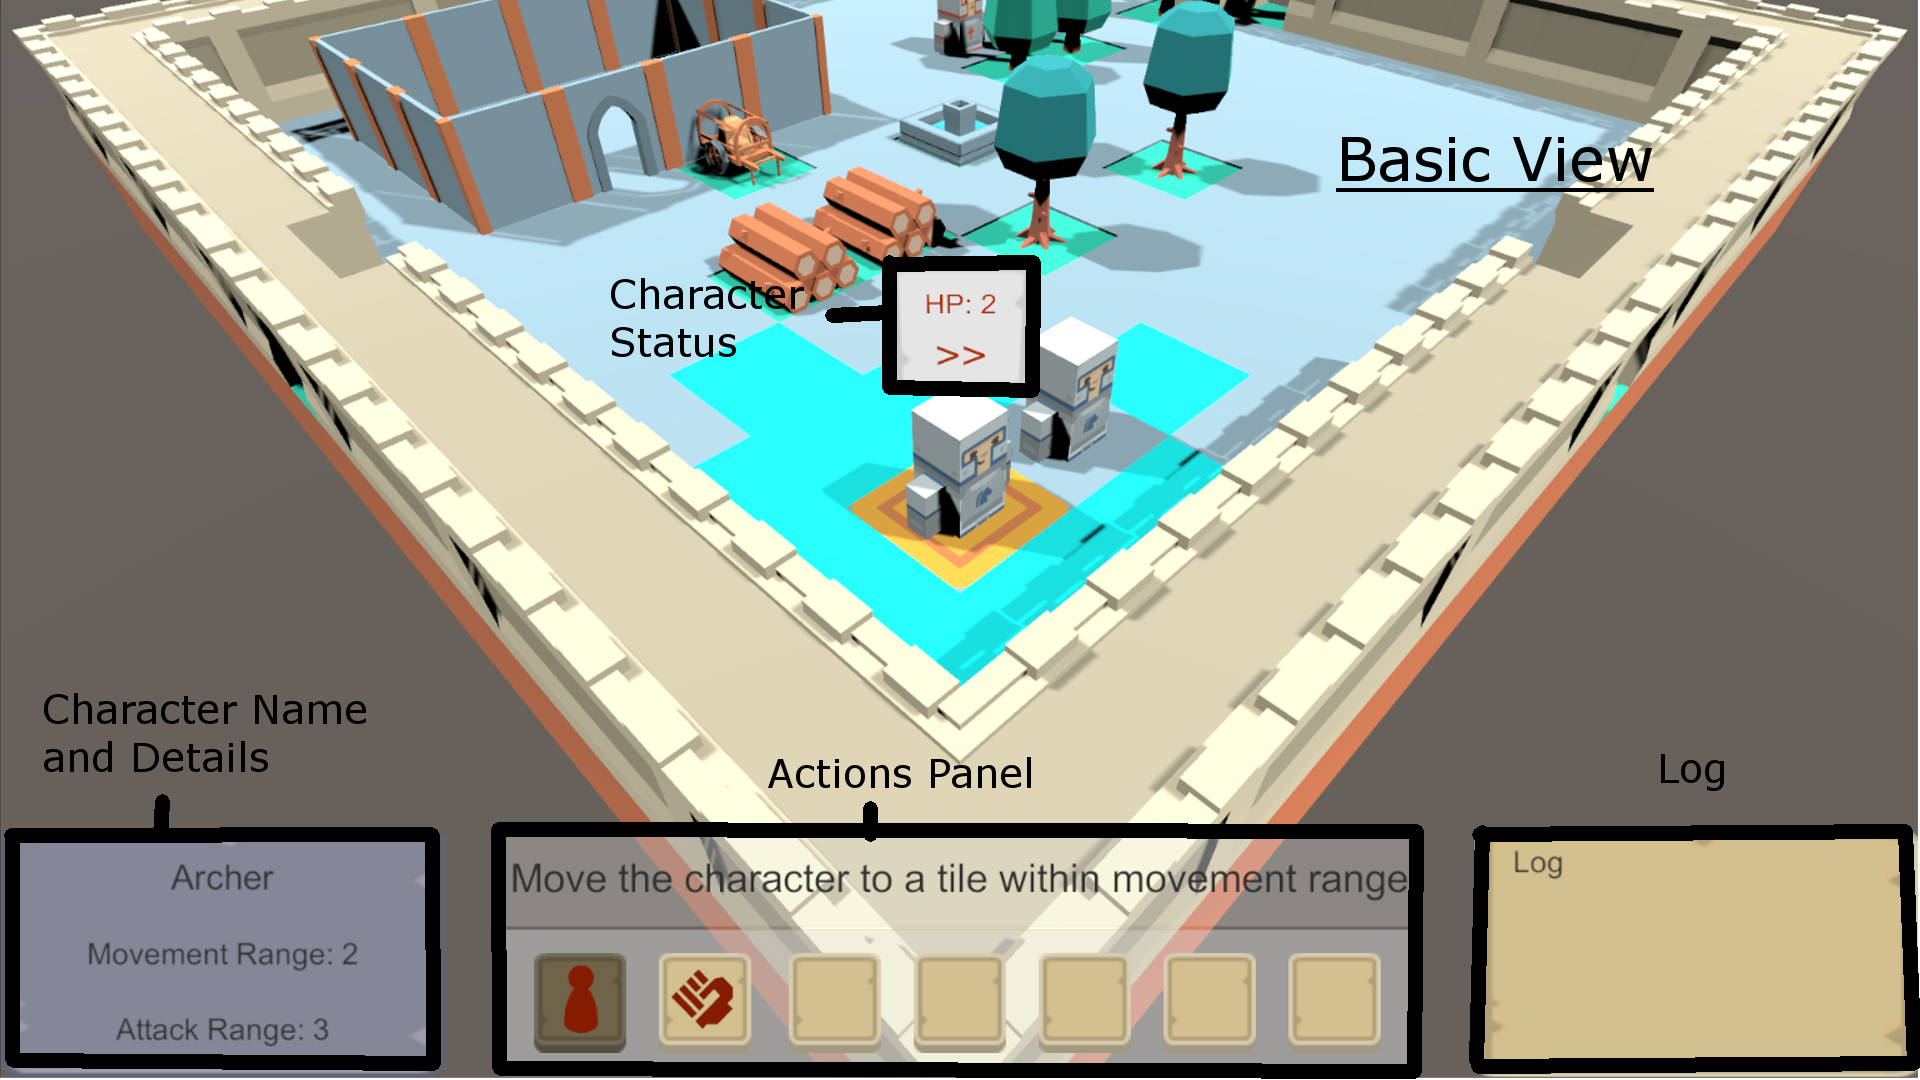 Basic View
Character
Status
HP: 2
>>
Character Name
and Details
Actions Panel
Log
Archer
Movement Range: 2
Attack Range: 3
Move the character to a tile within movement range
Log